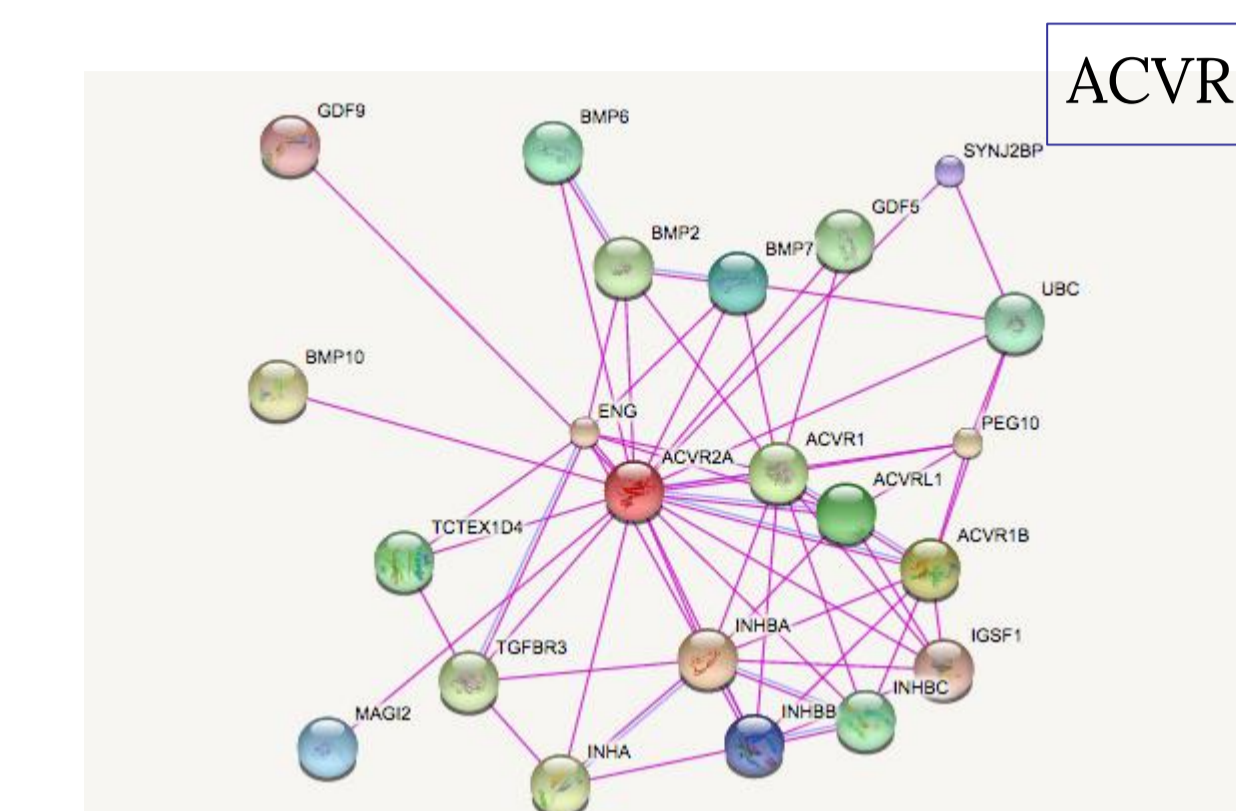 ACVR
GDF9
BMP6
SYNJ2BP
GDF5
BMP2
BMP7
UBC
BMP10
ENG
PEG10
ACVR1
ACVR2A
ACVRL1
TCTEX1D4
ACVR1B
INHBA
IGSF1
TGFBR3
INHBC
MAGI2
INHBB
INHA